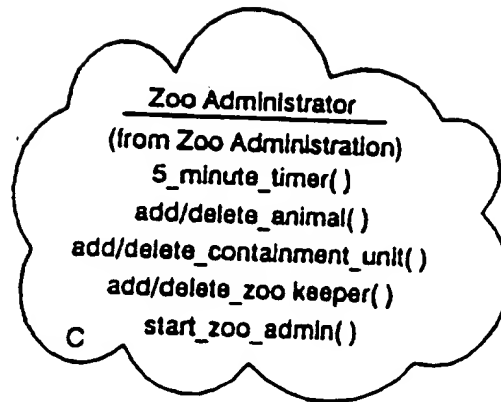 Zoo Administrator
(from Zoo Administration)
5_minute_timer( )
add/delete_animal( )
add/delete_containment_unit( )
add/delete_zoo keeper( )
start_zoo_admin( )
C